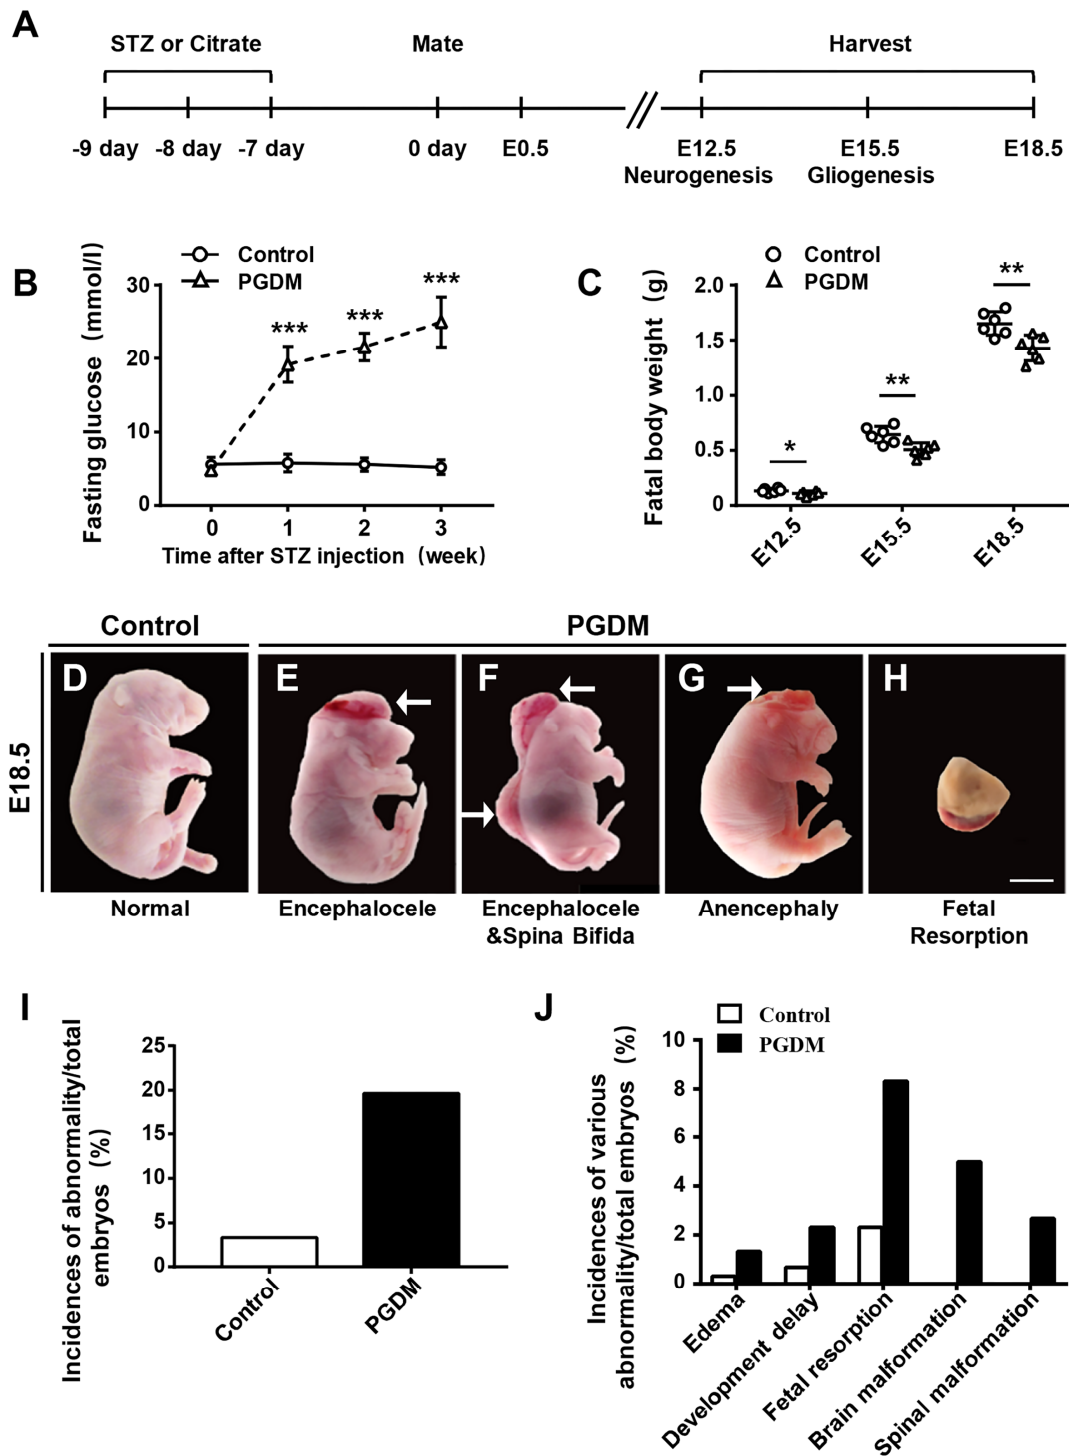 A
STZ or Citrate
Mate
Harvest
-9 day
-8 day
-7 day
0 day
E0.5
E12.5
E15.5
E18.5
Neurogenesis
Gliogenesis
B
Control
PGDM
Fasting glucose (mmol/l)
30
20
10
0
***
***
***
0
1
2
3
Time after STZ injection (week)
C
Control
PGDM
Fatal body weight (g)
2.0
1.5
1.0
0.5
0
*
**
**
E12.5
E15.5
E18.5
Control
PGDM
E18.5
D
E
F
G
H
Normal
Encephalocele
Encephalocele
&Spina Bifida
Anencephaly
Fetal
Resorption
I
Incidences of abnormality/total
embryos (%)
25
20
15
10
5
0
Control
PGDM
J
Control
PGDM
Incidences of various
abnormality/total embryos (%)
10
8
6
4
2
0
Edema
Development delay
Fetal resorption
Brain malformation
Spinal malformation